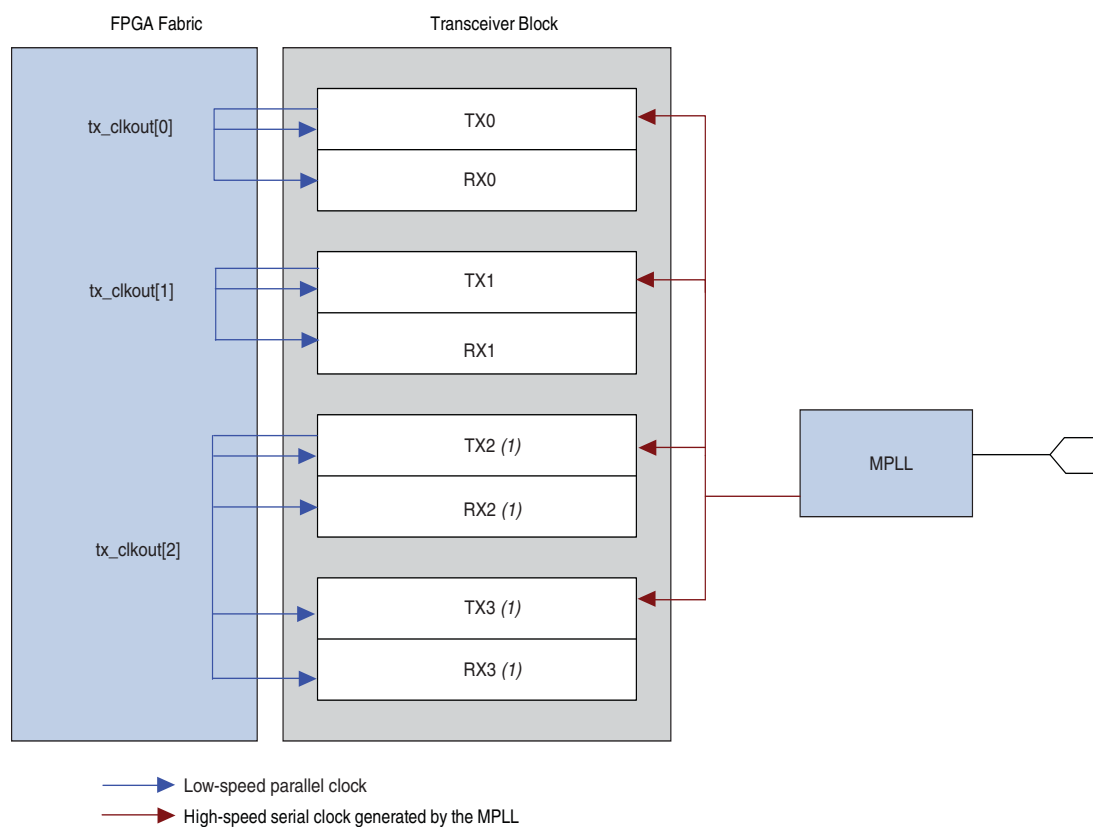 FPGA Fabric
Transceiver Block
tx_clkout[0]
TX0
RX0
tx_clkout[1]
TX1
RX1
TX2 (1)
RX2 (1)
MPLL
tx_clkout[2]
TX3 (1)
RX3 (1)
Low-speed parallel clock
High-speed serial clock generated by the MPLL